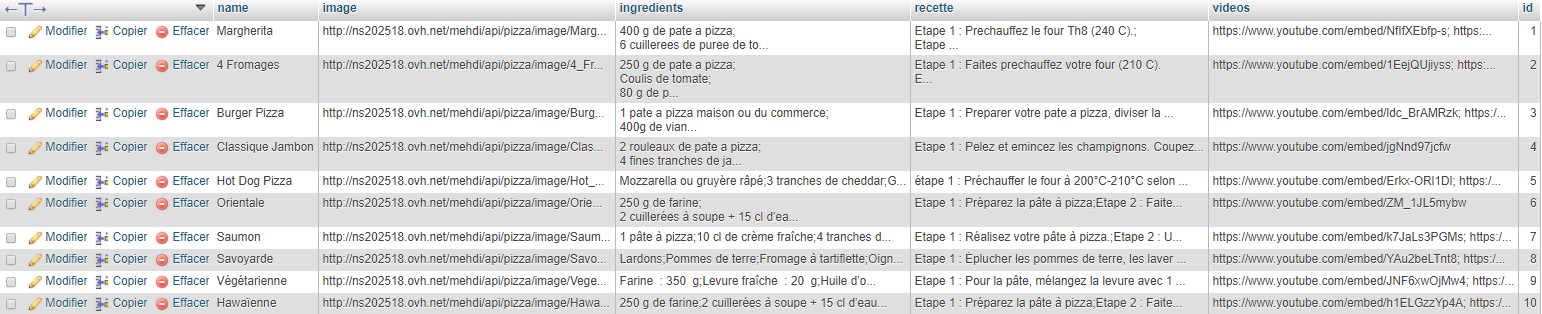 name image ingredients recette videos id
Modifier Copier Effacer Margherita http://ns202518.ovh.net/mehdi/api/pizza/image/Marg... 400 g de pate a pizza; Etape 1 : Prechauffez le four Th8 (240 C).; https://www.youtube.com/embed/NflfXEbfp-s; https:... 1
6 cuillerees de puree de to... Etape ...
Modifier Copier Effacer 4 Fromages http://ns202518.ovh.net/mehdi/api/pizza/image/4_Fr... 250 g de pate a pizza; Etape 1 : Faites prechauffez votre four (210 C). https://www.youtube.com/embed/1EejQUjiyss; https:... 2
Coulis de tomate; E...
80 g de p...
Modifier Copier Effacer Burger Pizza http://ns202518.ovh.net/mehdi/api/pizza/image/Burg... 1 pate a pizza maison ou du commerce; Etape 1 : Preparer votre pate a pizza, diviser la ... https://www.youtube.com/embed/Idc_BrAMRzk; https:/... 3
400g de vian...
Modifier Copier Effacer Classique Jambon http://ns202518.ovh.net/mehdi/api/pizza/image/Clas... 2 rouleaux de pate a pizza; Etape 1 : Pelez et emincez les champignons. Coupez... https://www.youtube.com/embed/jgNnd97jcfw 4
4 fines tranches de ja...
Modifier Copier Effacer Hot Dog Pizza http://ns202518.ovh.net/mehdi/api/pizza/image/Hot_... Mozzarella ou gruyère râpé;3 tranches de cheddar;G... étape 1 : Préchauffer le four à 200°C-210°C selon ... https://www.youtube.com/embed/Erkx-ORI1DI; https:/... 5
Modifier Copier Effacer Orientale http://ns202518.ovh.net/mehdi/api/pizza/image/Orie... 250 g de farine; Etape 1 : Préparez la pâte à pizza;Etape 2 : Faite... https://www.youtube.com/embed/ZM_1JL5mybw 6
2 cuillerées à soupe + 15 cl d'ea...
Modifier Copier Effacer Saumon http://ns202518.ovh.net/mehdi/api/pizza/image/Saum... 1 pâte à pizza;10 cl de crème fraîche;4 tranches d... Etape 1 : Réalisez votre pâte à pizza.;Etape 2 : U... https://www.youtube.com/embed/k7JaLs3PGMs; https:/... 7
Modifier Copier Effacer Savoyarde http://ns202518.ovh.net/mehdi/api/pizza/image/Savo... Lardons;Pommes de terre;Fromage à tartiflette;Oign... Etape 1 : Éplucher les pommes de terre, les laver ... https://www.youtube.com/embed/YAu2beLTnt8; https:/... 8
Modifier Copier Effacer Végétarienne http://ns202518.ovh.net/mehdi/api/pizza/image/Vege... Farine : 350 g;Levure fraîche : 20 g;Huile d'o... Etape 1 : Pour la pâte, mélangez la levure avec 1 ... https://www.youtube.com/embed/JNF6xwOjMw4; https:/... 9
Modifier Copier Effacer Hawaïenne http://ns202518.ovh.net/mehdi/api/pizza/image/Hawa... 250 g de farine;2 cuillerées à soupe + 15 cl d'eau... Etape 1 : Préparez la pâte à pizza;Etape 2 : Faite... https://www.youtube.com/embed/h1ELGzzYp4A; https:/... 10